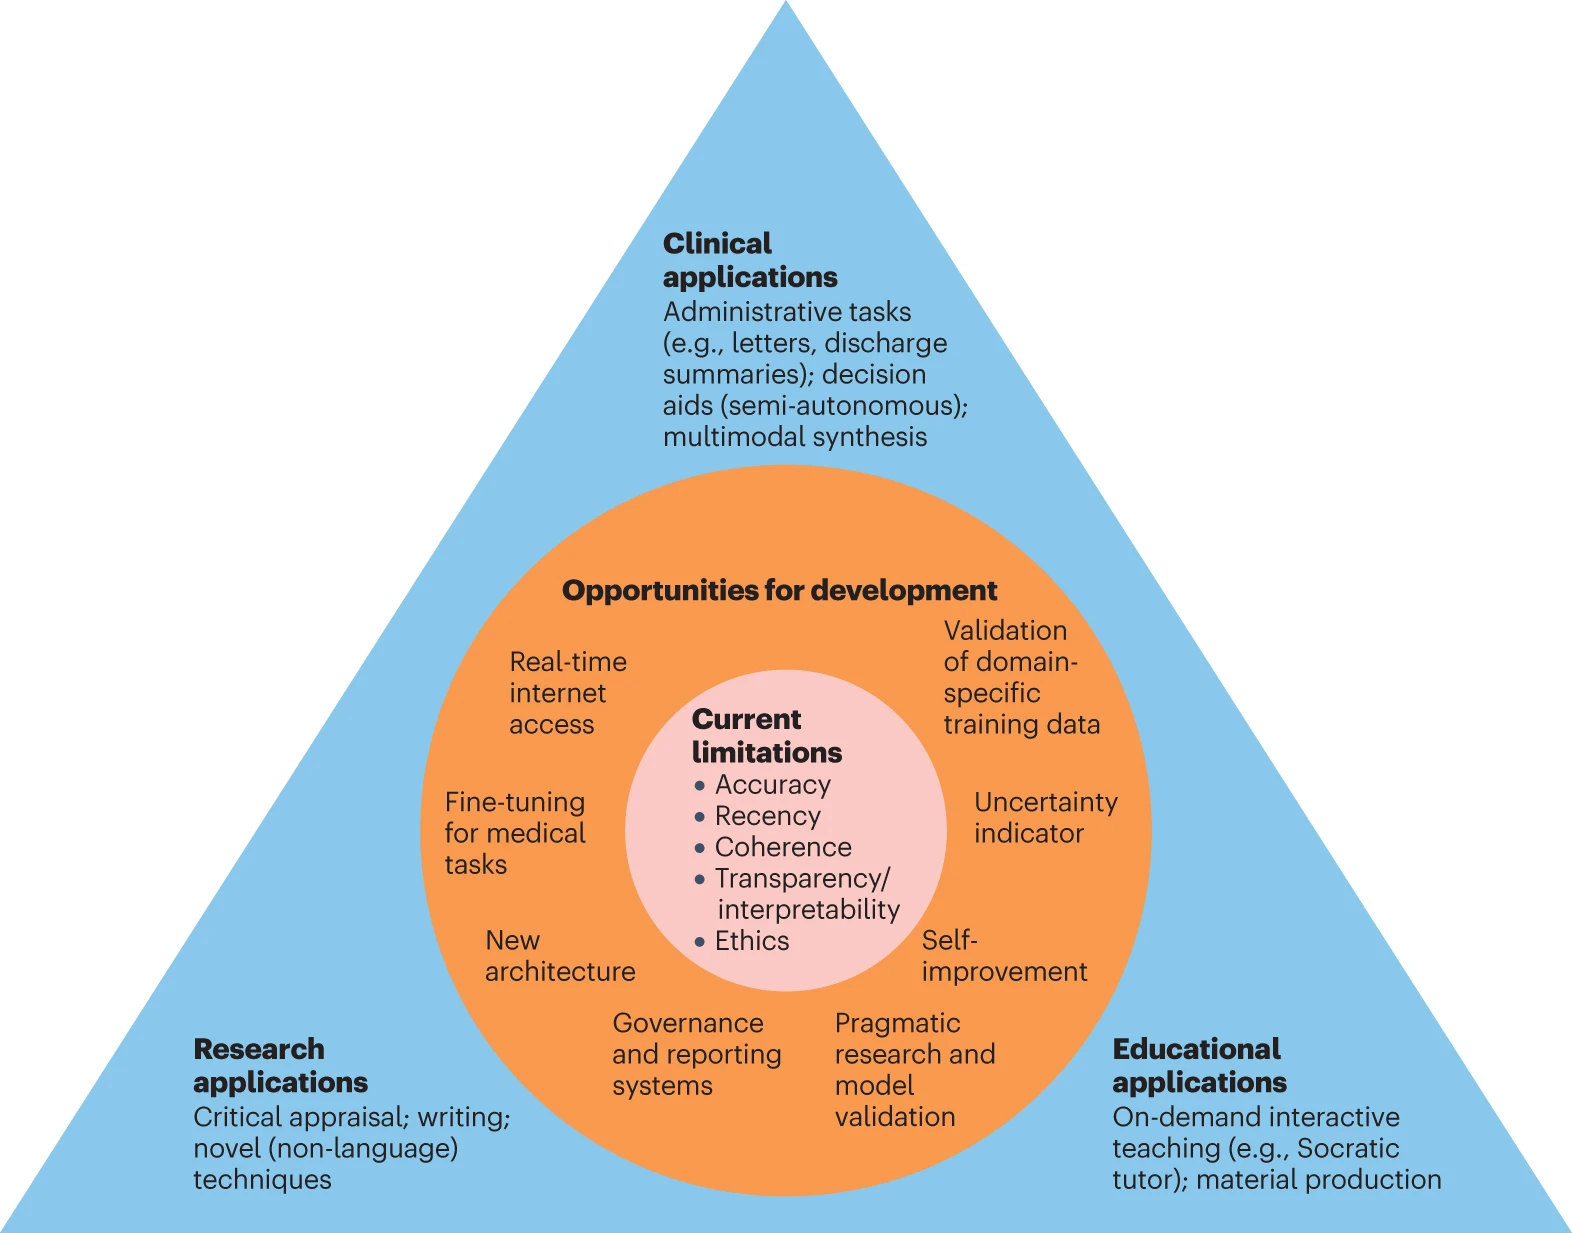 Clinical
applications
Administrative tasks
(e.g., letters, discharge
summaries); decision
aids (semi-autonomous);
multimodal synthesis
Opportunities for development
Real-time
internet
access
Validation
of domain-
specific
training data
Fine-tuning
for medical
tasks
Current
limitations
• Accuracy
• Recency
• Coherence
• Transparency/
interpretability
• Ethics
Uncertainty
indicator
New
architecture
Self-
improvement
Governance
and reporting
systems
Pragmatic
research and
model
validation
Research
applications
Critical appraisal; writing;
novel (non-language)
techniques
Educational
applications
On-demand interactive
teaching (e.g., Socratic
tutor); material production